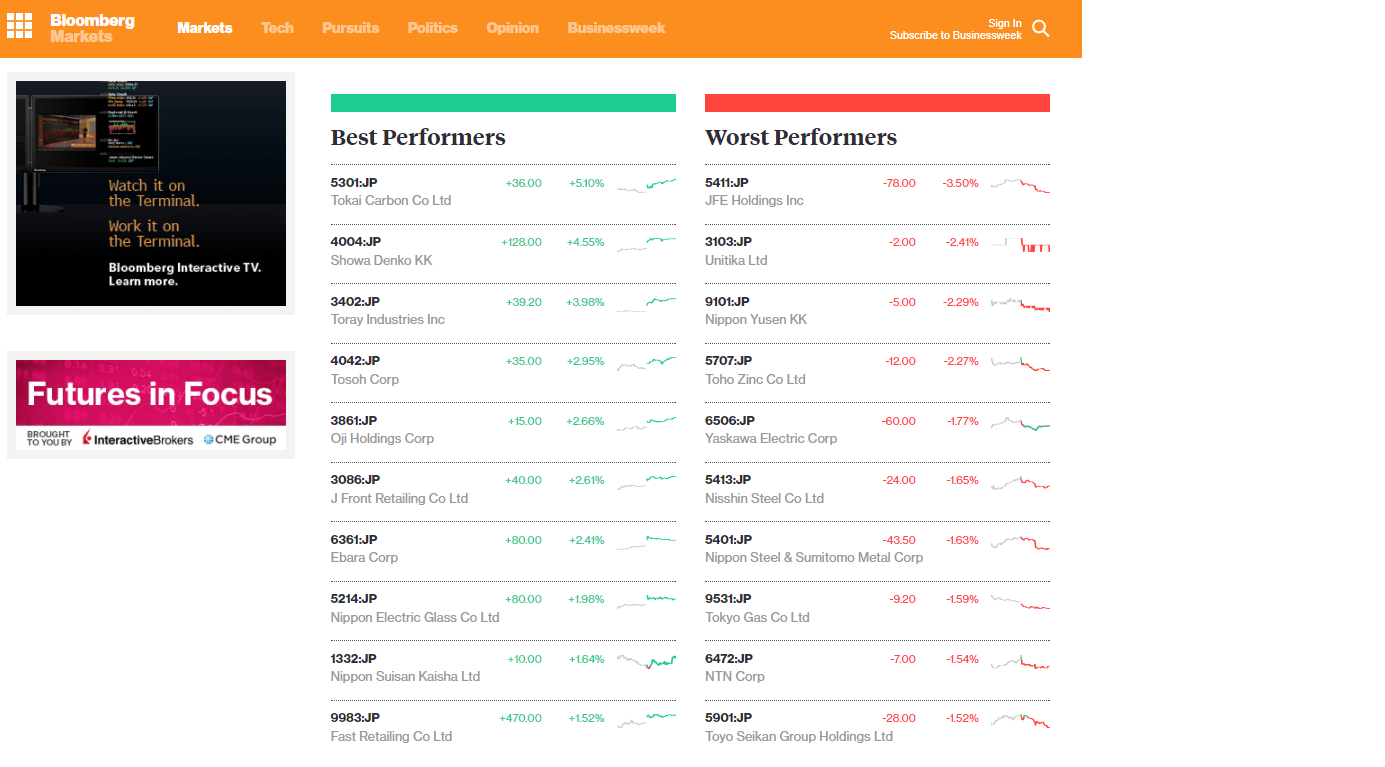 Bloomberg
Markets
Markets Tech Pursuits Politics Opinion Businessweek
Sign In
Subscribe to Businessweek
Watch it on
the Terminal.
Work it on
the Terminal.
Bloomberg Interactive TV.
Learn more.
Futures in Focus
BROUGHT
TO YOU BY
InteractiveBrokers
CME Group
Best Performers
5301:JP +36.00 +5.10%
Tokai Carbon Co Ltd
4004:JP +128.00 +4.55%
Showa Denko KK
3402:JP +39.20 +3.98%
Toray Industries Inc
4042:JP +35.00 +2.95%
Tosoh Corp
3861:JP +15.00 +2.66%
Oji Holdings Corp
3086:JP +40.00 +2.61%
J Front Retailing Co Ltd
6361:JP +80.00 +2.41%
Ebara Corp
5214:JP +80.00 +1.98%
Nippon Electric Glass Co Ltd
1332:JP +10.00 +1.64%
Nippon Suisan Kaisha Ltd
9983:JP +470.00 +1.52%
Fast Retailing Co Ltd
Worst Performers
5411:JP -78.00 -3.50%
JFE Holdings Inc
3103:JP -2.00 -2.41%
Unitika Ltd
9101:JP -5.00 -2.29%
Nippon Yusen KK
5707:JP -12.00 -2.27%
Toho Zinc Co Ltd
6506:JP -60.00 -1.77%
Yaskawa Electric Corp
5413:JP -24.00 -1.65%
Nisshin Steel Co Ltd
5401:JP -43.50 -1.63%
Nippon Steel & Sumitomo Metal Corp
9531:JP -9.20 -1.59%
Tokyo Gas Co Ltd
6472:JP -7.00 -1.54%
NTN Corp
5901:JP -28.00 -1.52%
Toyo Seikan Group Holdings Ltd